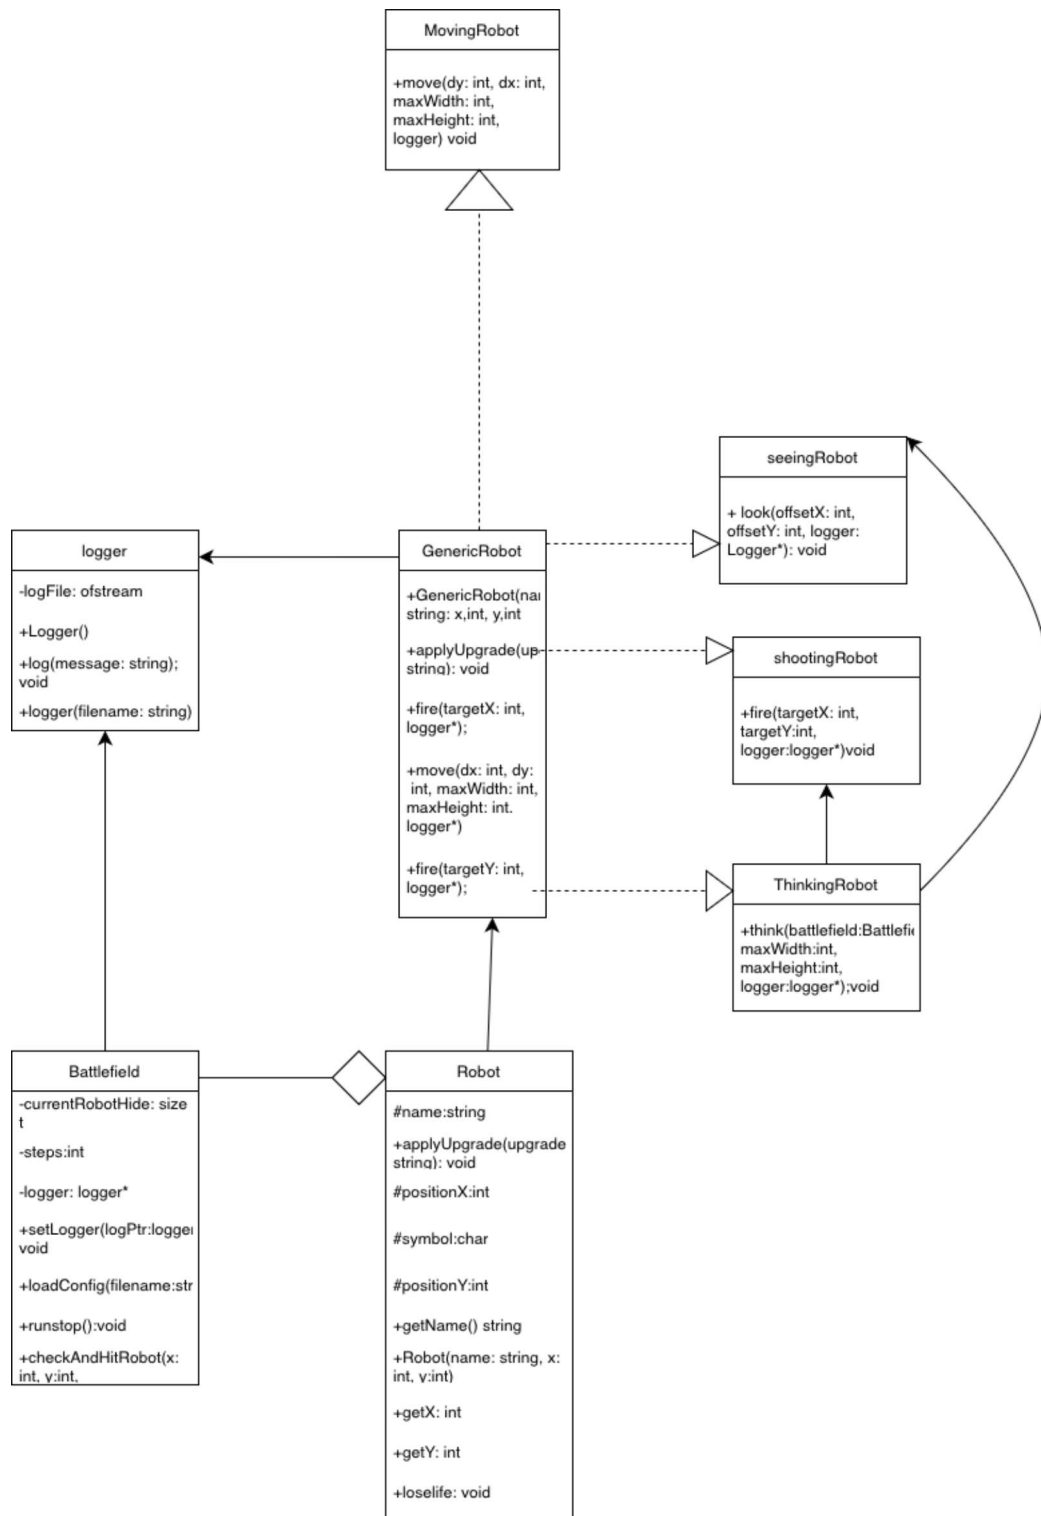 MovingRobot
+move(dy: int, dx: int,
maxWidth: int,
maxHeight: int,
logger) void
seeingRobot
+ look(offsetX: int,
offsetY: int, logger:
Logger*): void
logger
-logFile: ofstream
+Logger()
+log(message: string);
void
+logger(filename: string)
GenericRobot
+GenericRobot(nar
string: x,int, y,int
+applyUpgrade(up
string): void
+fire(targetX: int,
logger*);
+move(dx: int, dy:
int, maxWidth: int,
maxHeight: int.
logger*)
+fire(targetY: int,
logger*);
shootingRobot
+fire(targetX: int,
targetY:int,
logger:logger*)void
ThinkingRobot
+think(battlefield:Battlefi
maxWidth:int,
maxHeight:int,
logger:logger*);void
Battlefield
-currentRobotHide: size
t
-steps:int
-logger: logger*
+setLogger(logPtr:logger
void
+loadConfig(filename:str
+runstop():void
+checkAndHitRobot(x:
int, y:int,
Robot
#name:string
+applyUpgrade(upgrade
string): void
#positionX:int
#symbol:char
#positionY:int
+getName() string
+Robot(name: string, x:
int, y:int)
+getX: int
+getY: int
+loselife: void